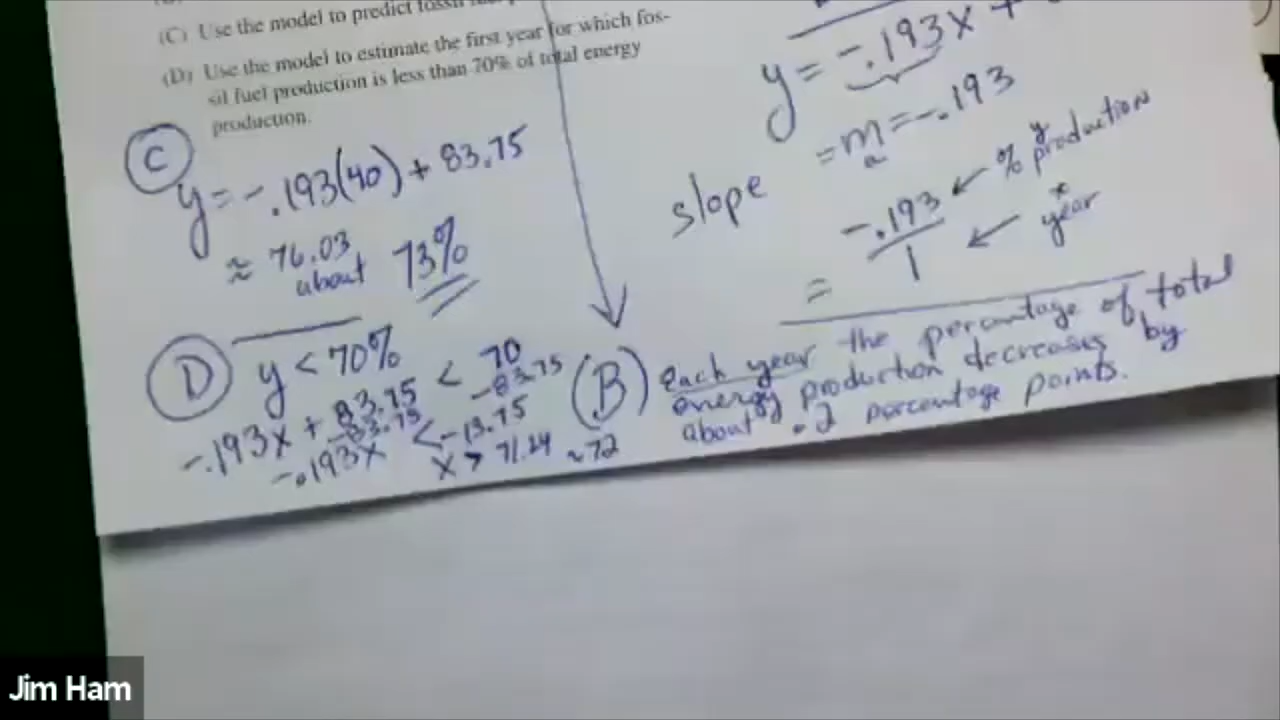 (C) Use the model to predict fossil fuel
(D) Use the model to estimate the first year for which fos-
sil fuel production is less than 70% of total energy
production.
C
y = -.193(40) + 83.75
≈ 76.03
about 73%
D
y < 70%
-.193x + 83.75 < 70
-83.75 -83.75
-.193x < -13.75
x > 71.24 ≈72
y = -.193x +
= m = -.193
slope
= -.193/1
y
% production
x
year
(B) Each year the percentage of total
energy production decreases by
about .2 percentage points.
Jim Ham